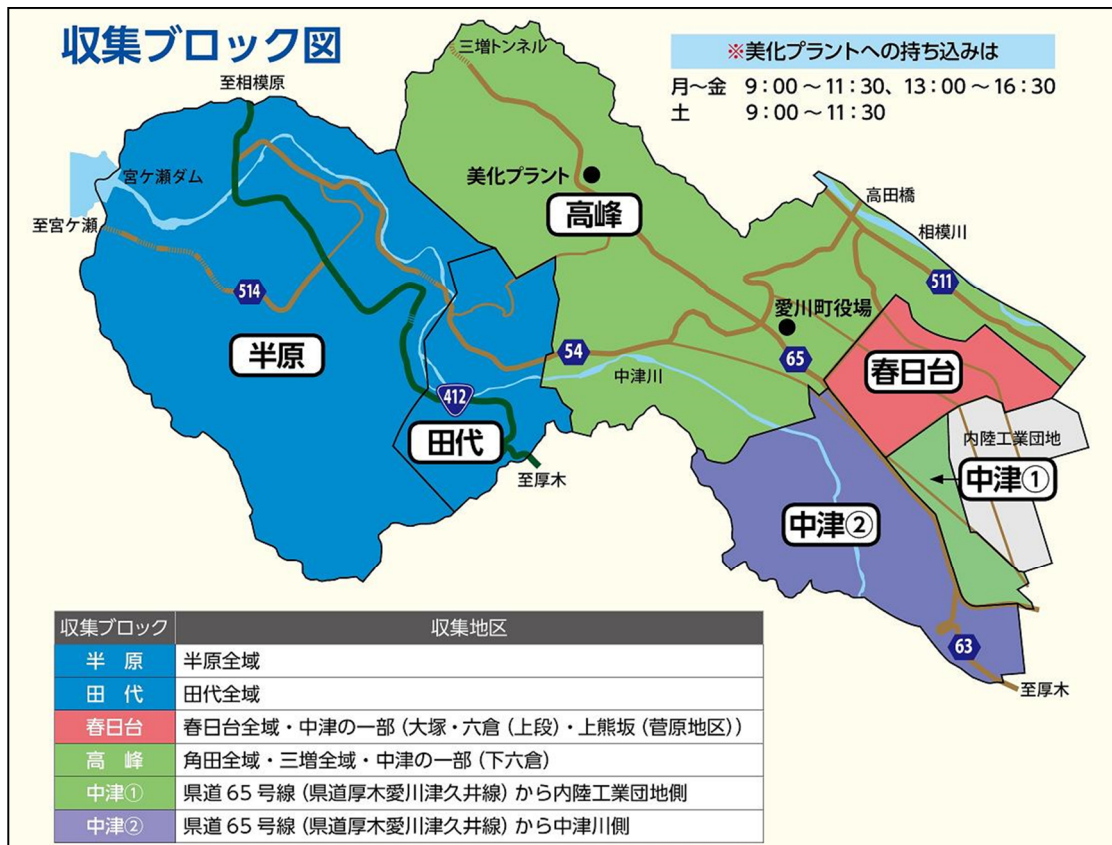 収集ブロック図
※美化プラントへの持ち込みは
月～金 9：00～11：30、13：00～16：30
土 9：00～11：30
三増トンネル
至相模原
宮ケ瀬ダム
至宮ケ瀬
美化プラント
高峰
高田橋
相模川
511
514
半原
愛川町役場
54
65
中津川
春日台
412
田代
至厚木
内陸工業団地
中津①
中津②
63
至厚木
収集ブロック 収集地区
半 原 半原全域
田 代 田代全域
春日台 春日台全域・中津の一部（大塚・六倉（上段）・上熊坂（菅原地区））
高 峰 角田全域・三増全域・中津の一部（下六倉）
中津① 県道65号線（県道厚木愛川津久井線）から内陸工業団地側
中津② 県道65号線（県道厚木愛川津久井線）から中津川側